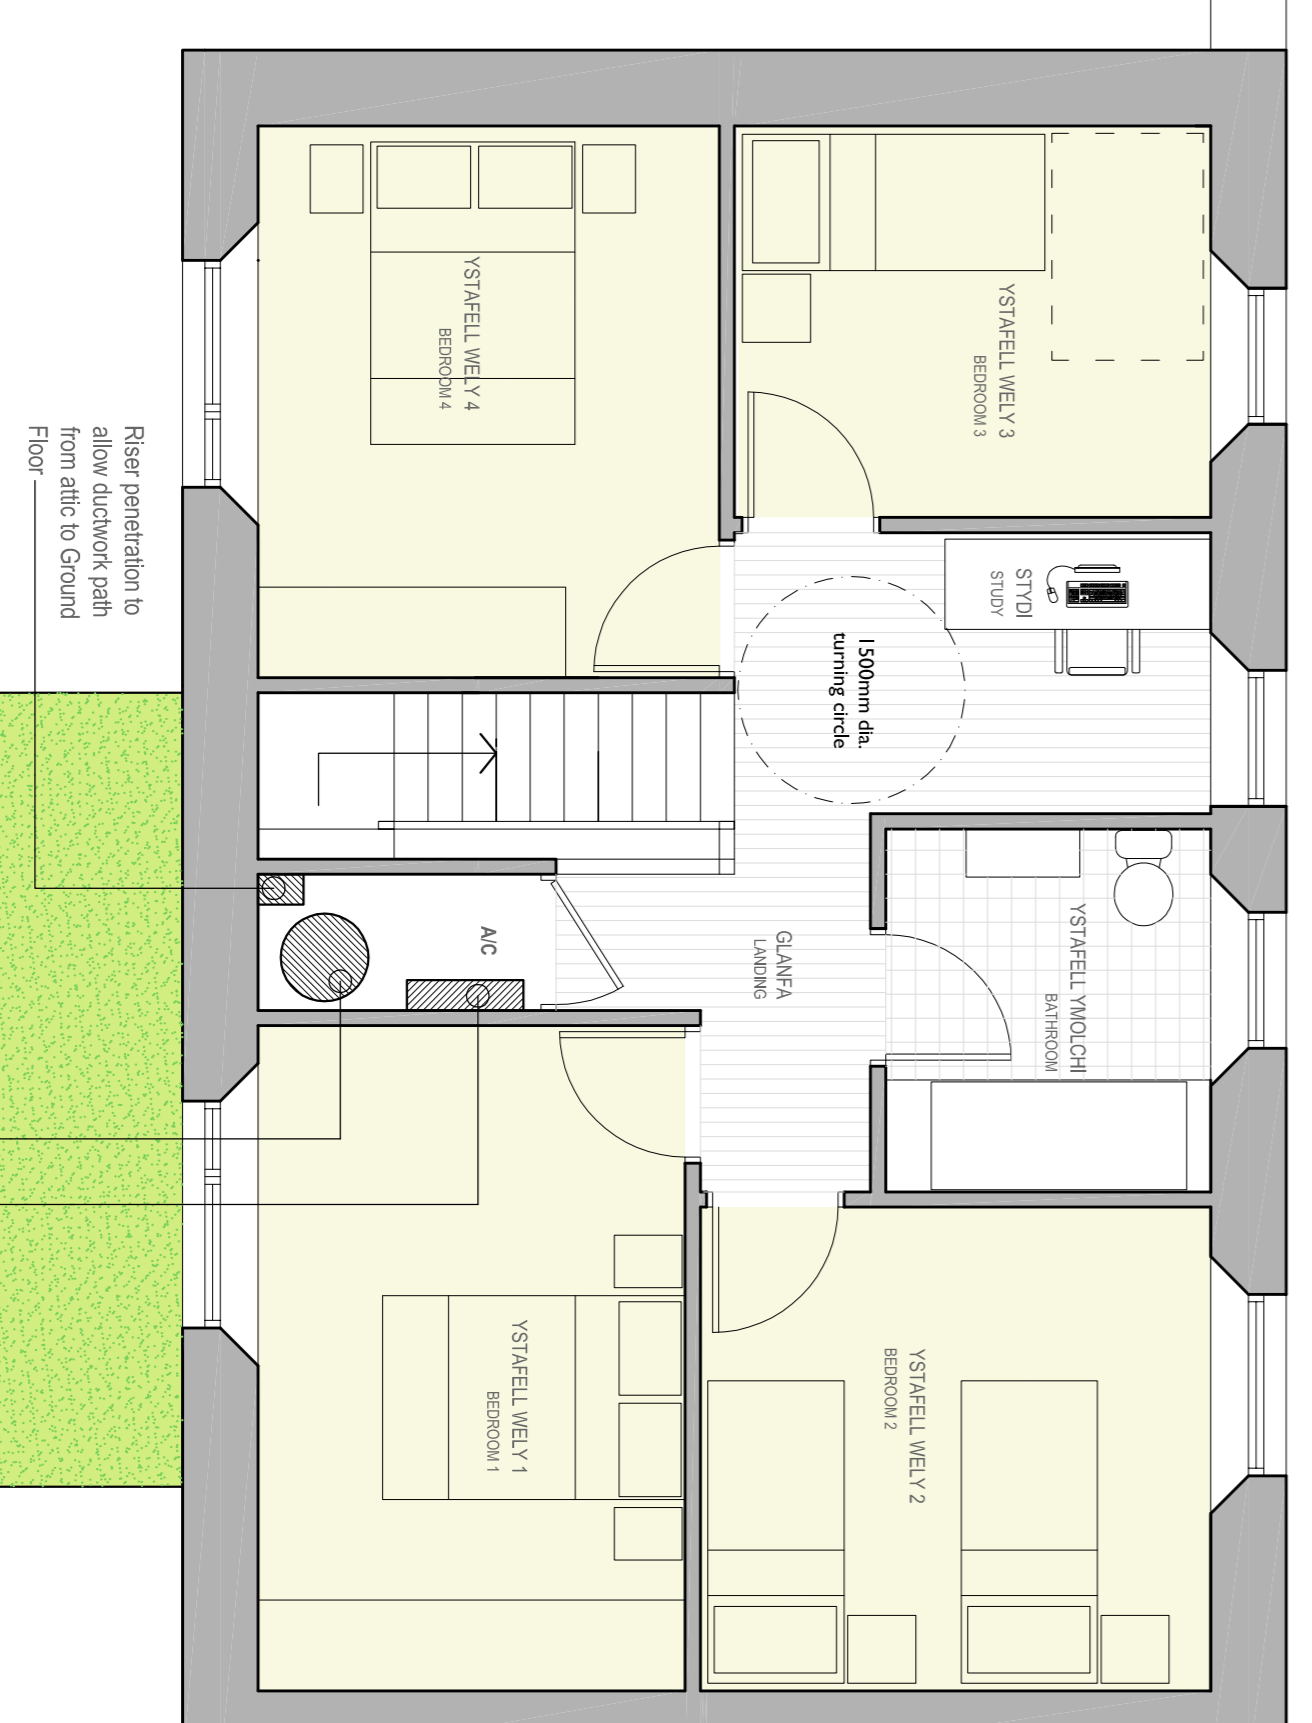 YSTAFELL WELY 4
BEDROOM 4
YSTAFELL WELY 3
BEDROOM 3
Riser penetration to
allow ductwork path
from attic to Ground
Floor
STYDI
STUDY
1500mm dia.
turning circle
A/C
GLANFA
LANDING
YSTAFELL YMOLCHI
BATHROOM
YSTAFELL WELY 1
BEDROOM 1
YSTAFELL WELY 2
BEDROOM 2